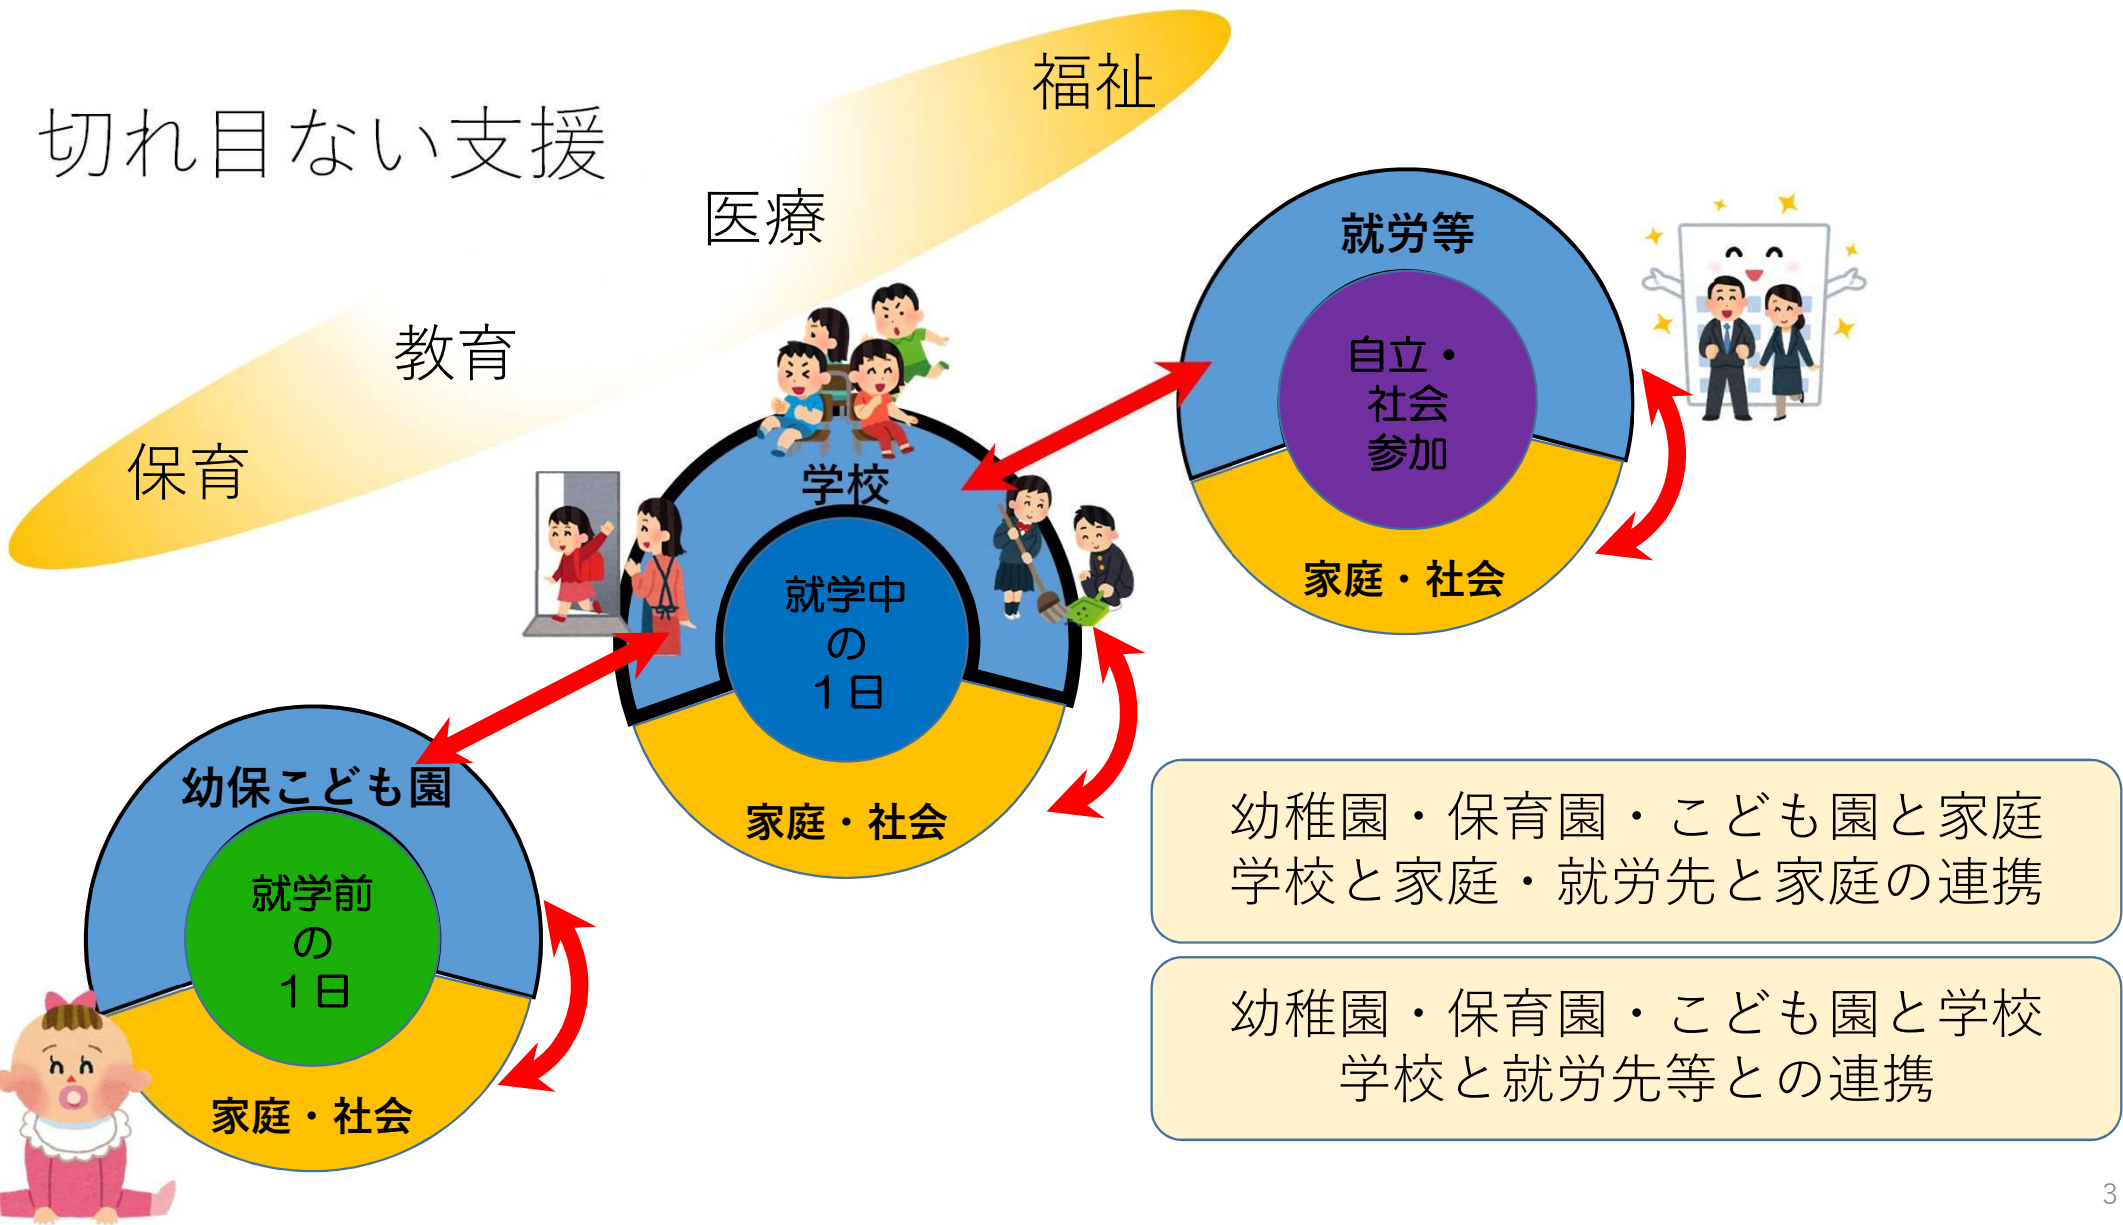 切れ目ない支援
福祉
医療
教育
保育
就労等
自立・
社会
参加
家庭・社会
学校
就学中
の
１日
家庭・社会
幼保こども園
就学前
の
１日
家庭・社会
幼稚園・保育園・こども園と家庭
学校と家庭・就労先と家庭の連携
幼稚園・保育園・こども園と学校
学校と就労先等との連携
3